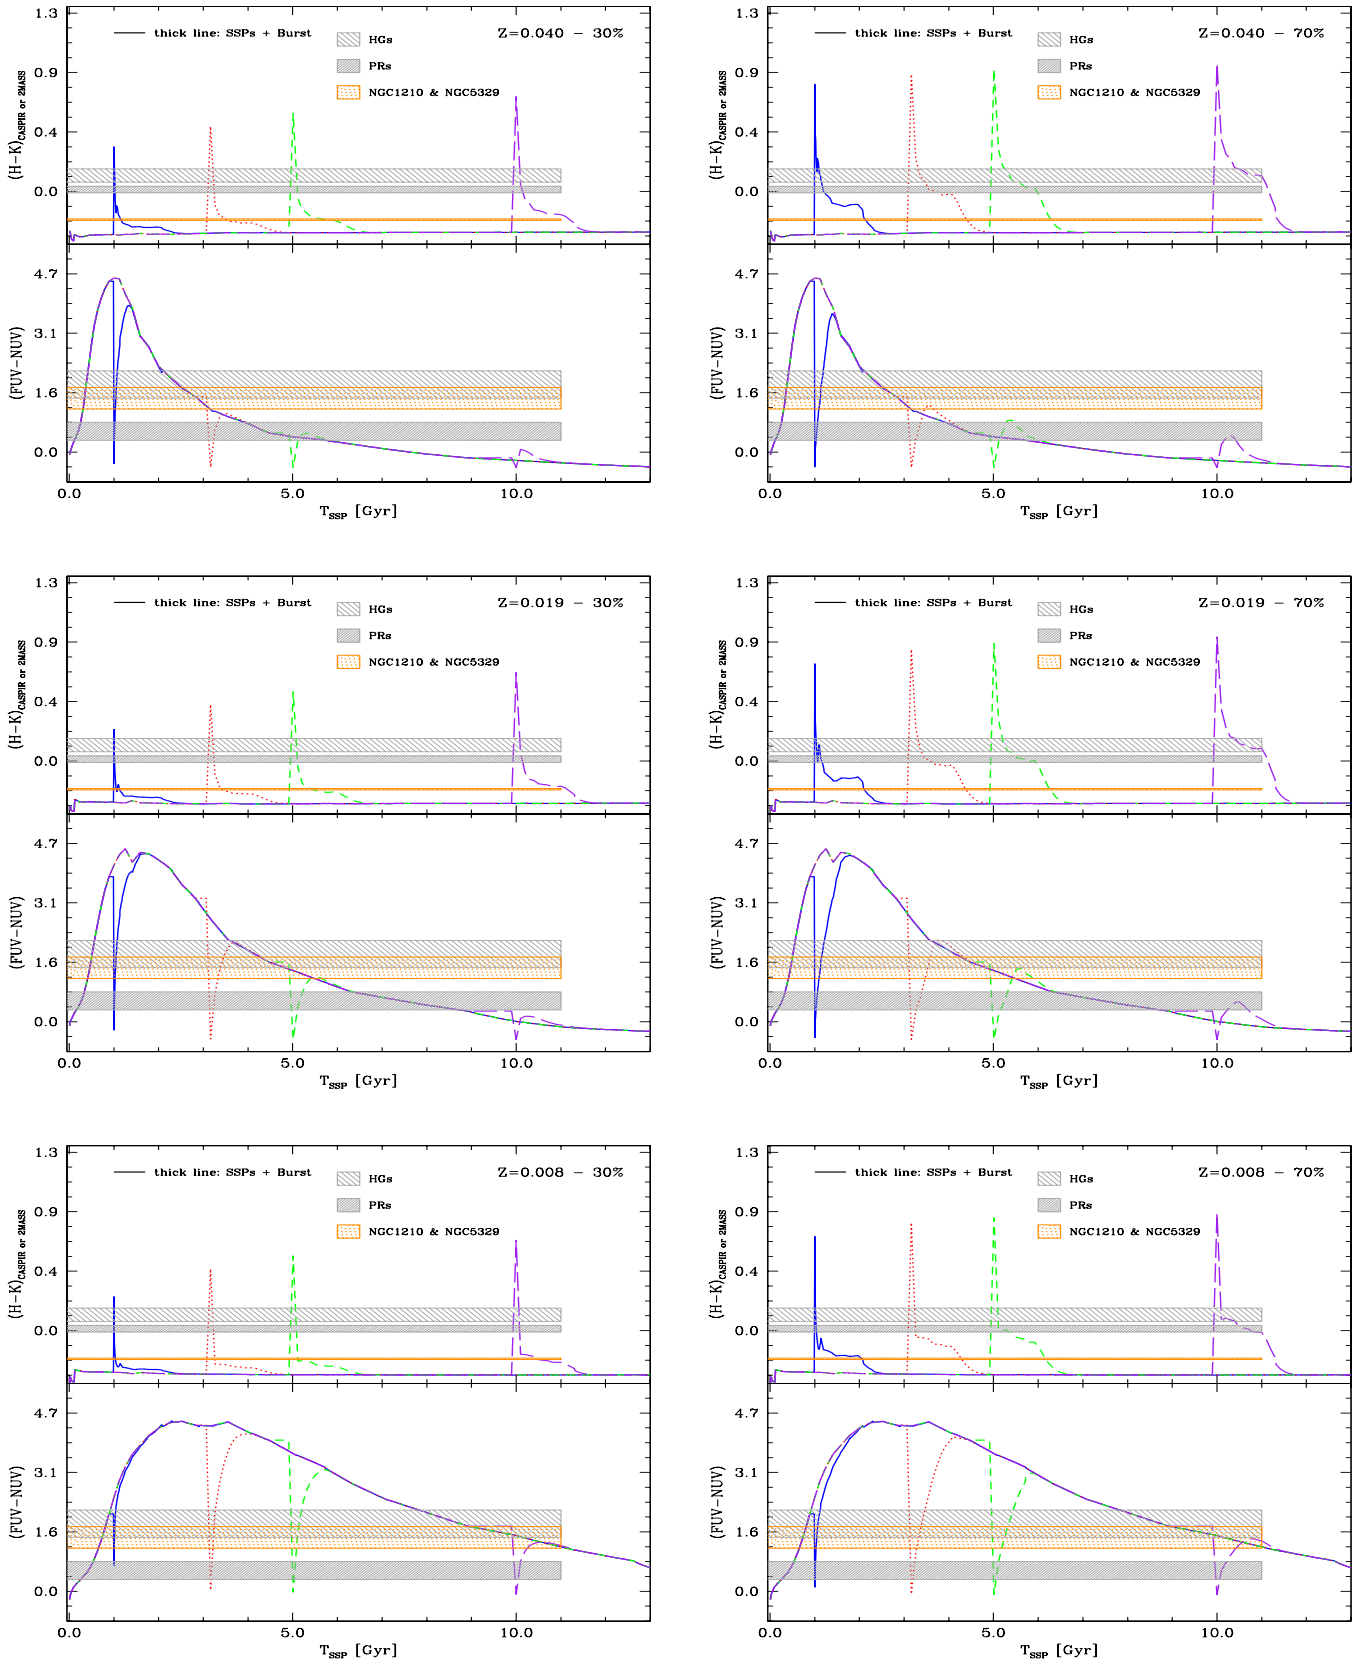 1.3
0.9
0.4
0.0
(H−K)CASPIR or 2MASS
thick line: SSPs + Burst
HGs
PRs
NGC1210 & NGC5329
Z=0.040 − 30%
4.7
3.1
1.6
0.0
(FUV−NUV)
0.0 5.0 10.0
TSSP [Gyr]
1.3
0.9
0.4
0.0
(H−K)CASPIR or 2MASS
thick line: SSPs + Burst
HGs
PRs
NGC1210 & NGC5329
Z=0.040 − 70%
4.7
3.1
1.6
0.0
(FUV−NUV)
0.0 5.0 10.0
TSSP [Gyr]
1.3
0.9
0.4
0.0
(H−K)CASPIR or 2MASS
thick line: SSPs + Burst
HGs
PRs
NGC1210 & NGC5329
Z=0.019 − 30%
4.7
3.1
1.6
0.0
(FUV−NUV)
0.0 5.0 10.0
TSSP [Gyr]
1.3
0.9
0.4
0.0
(H−K)CASPIR or 2MASS
thick line: SSPs + Burst
HGs
PRs
NGC1210 & NGC5329
Z=0.019 − 70%
4.7
3.1
1.6
0.0
(FUV−NUV)
0.0 5.0 10.0
TSSP [Gyr]
1.3
0.9
0.4
0.0
(H−K)CASPIR or 2MASS
thick line: SSPs + Burst
HGs
PRs
NGC1210 & NGC5329
Z=0.008 − 30%
4.7
3.1
1.6
0.0
(FUV−NUV)
0.0 5.0 10.0
TSSP [Gyr]
1.3
0.9
0.4
0.0
(H−K)CASPIR or 2MASS
thick line: SSPs + Burst
HGs
PRs
NGC1210 & NGC5329
Z=0.008 − 70%
4.7
3.1
1.6
0.0
(FUV−NUV)
0.0 5.0 10.0
TSSP [Gyr]